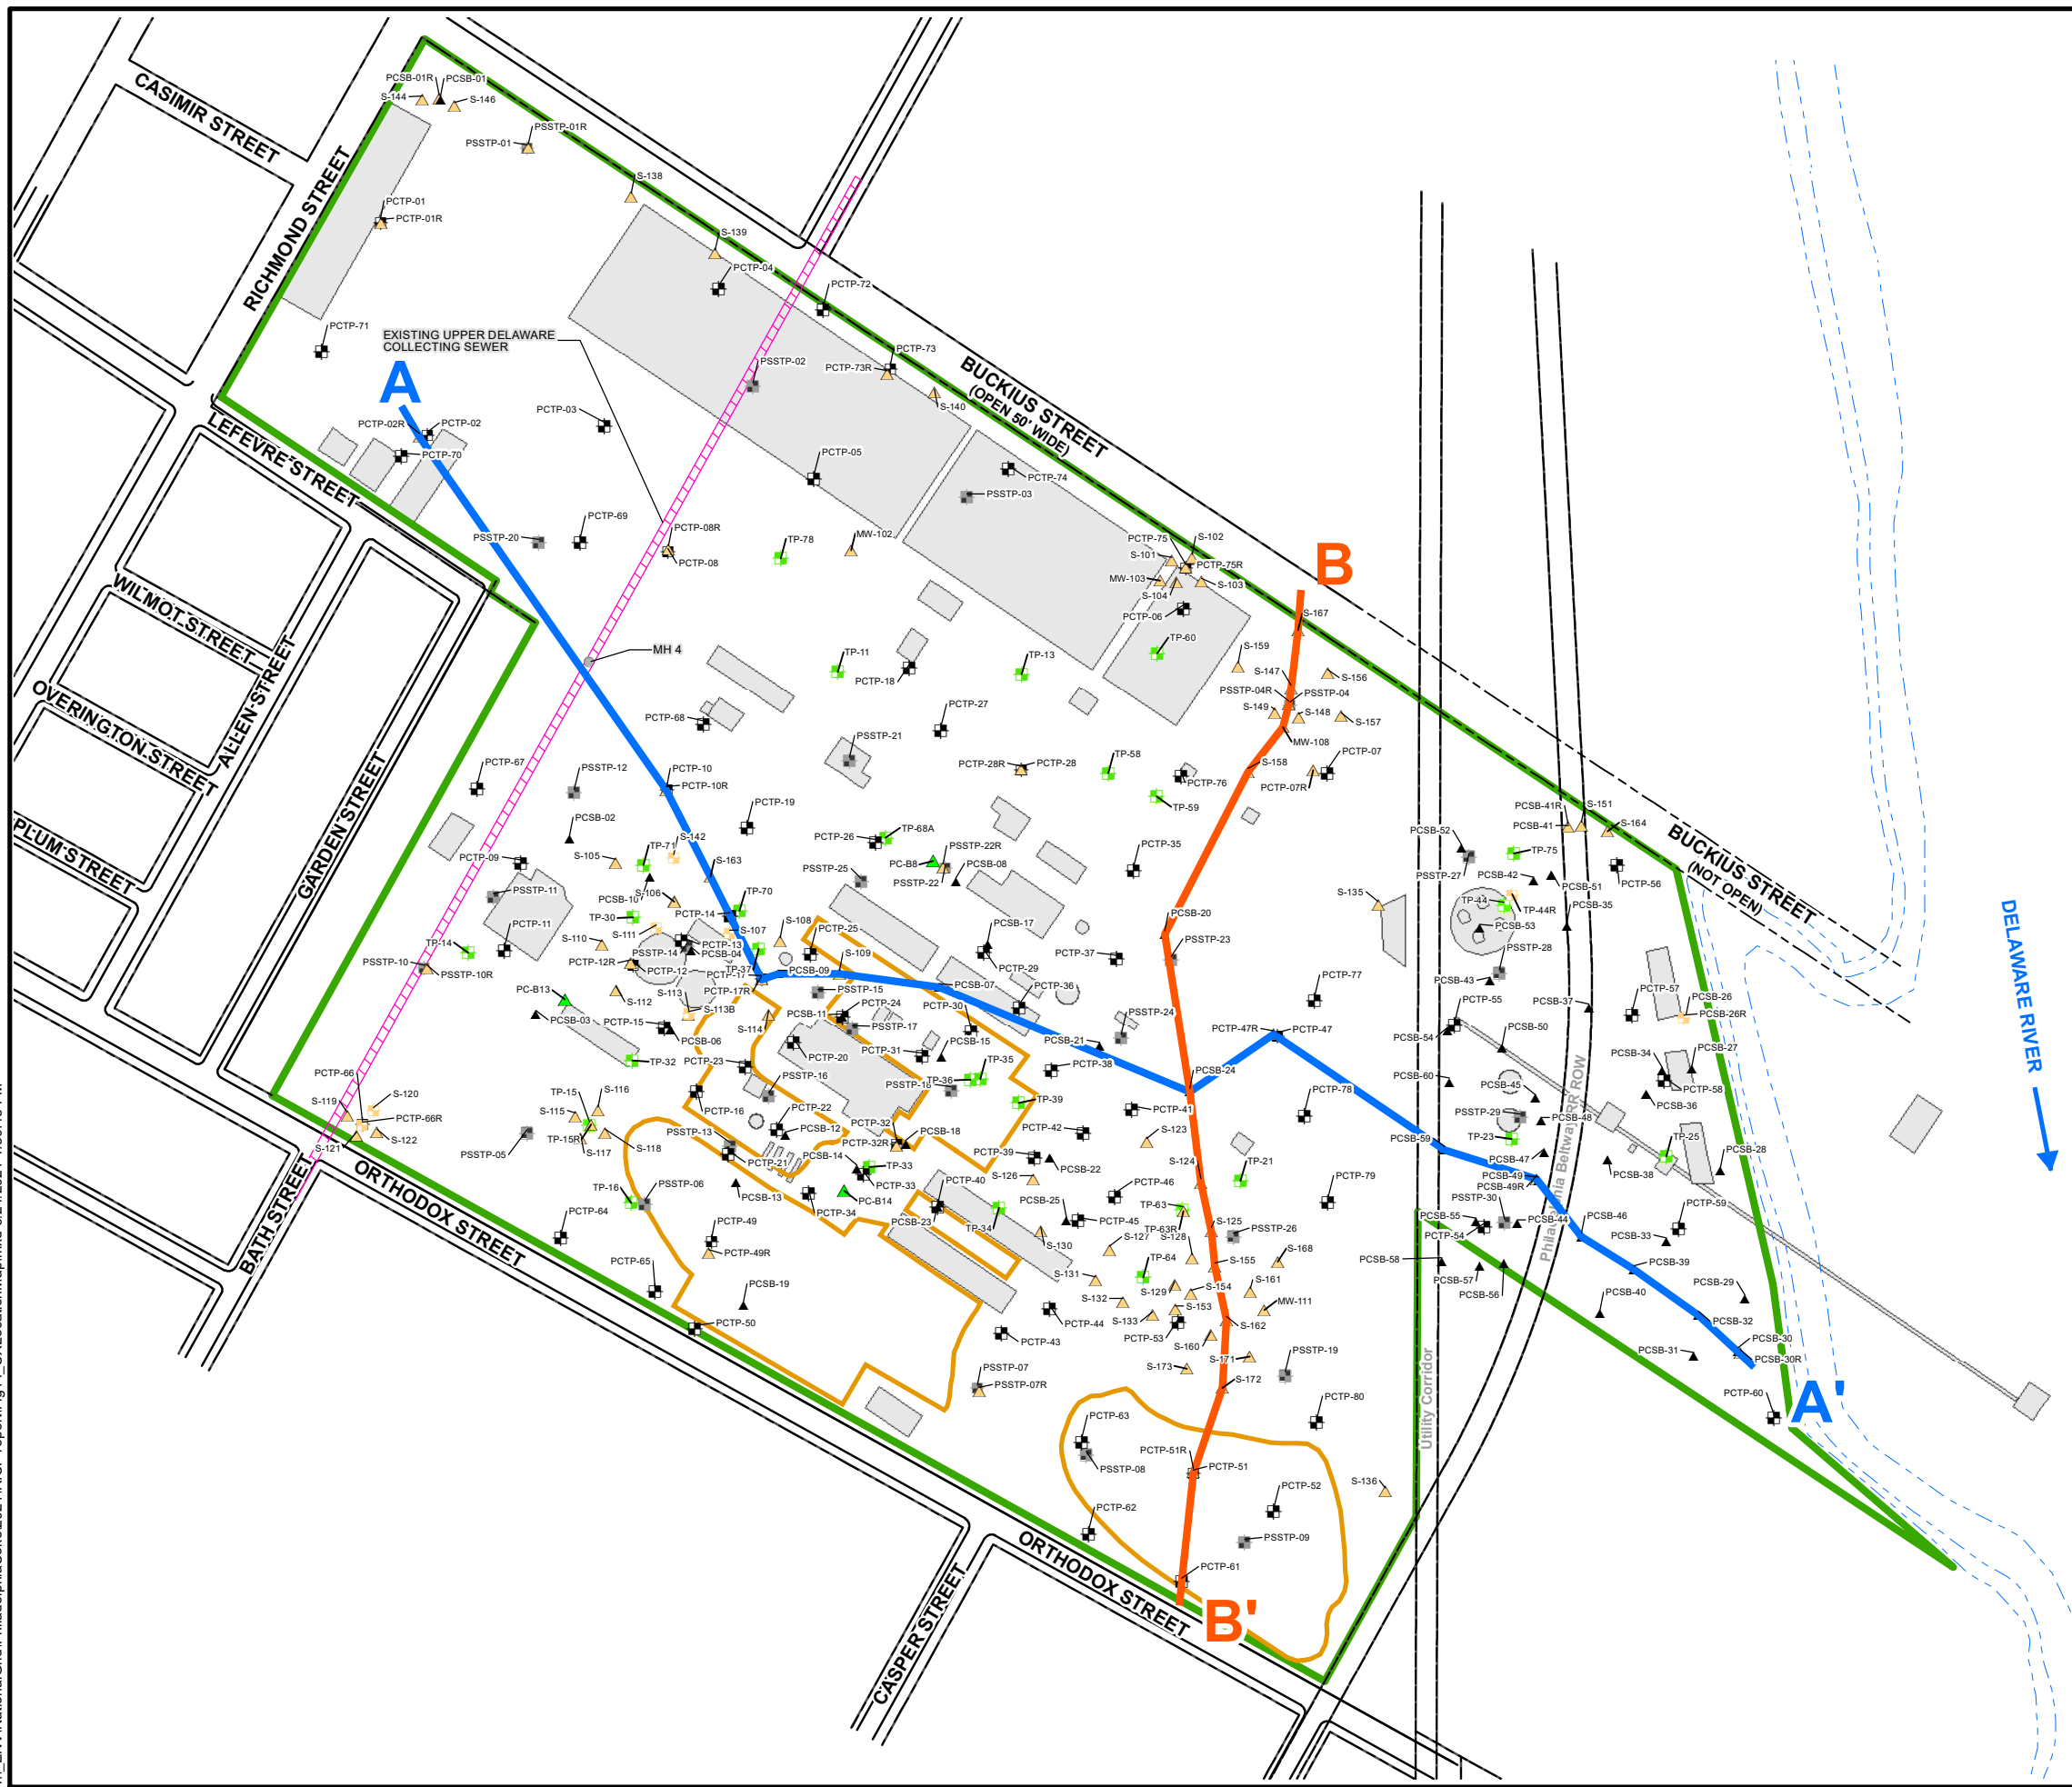 CASIMIR STREET
PCSB-01R
PCSB-01
S-144
S-146
PSSTP-01R
PSSTP-01
S-138
RICHMOND STREET
PCTP-01
PCTP-01R
S-139
PCTP-04
PCTP-72
PCTP-71
EXISTING UPPER DELAWARE
COLLECTING SEWER
PSSTP-02
PCTP-73
PCTP-73R
S-140
BUCKIUS STREET
(OPEN 50' WIDE)
A
PCTP-03
PCTP-02R
PCTP-02
PCTP-70
LEFEVRE STREET
PCTP-05
PCTP-74
PSSTP-03
PCTP-69
PSSTP-20
PCTP-08R
PCTP-08
TP-78
MW-102
PCTP-75
S-102
S-101
PCTP-75R
MW-103
S-103
S-104
PCTP-06
B
S-167
WILMOT STREET
MH 4
TP-11
PCTP-18
TP-13
TP-60
S-159
S-147
S-156
PSSTP-04R
PSSTP-04
S-149
S-148
S-157
MW-108
OVERINGTON STREET
ALLEN STREET
PCTP-68
PCTP-27
PSSTP-21
PCTP-67
PSSTP-12
PCTP-10
PCTP-10R
PCTP-28R
PCTP-28
TP-58
PCTP-76
TP-59
S-158
PCTP-07
PCTP-07R
GARDEN STREET
PLUM STREET
PCSB-02
PCTP-19
PCTP-26
TP-68A
S-142
TP-71
S-105
S-163
PCTP-09
PC-B8
PSSTP-22R
PSSTP-22
PCSB-08
PSSTP-25
PCTP-35
PCSB-41R
S-151
PCSB-41
S-164
PCSB-52
TP-75
PSSTP-27
PCSB-42
PCSB-51
PCTP-56
BUCKIUS STREET
(NOT OPEN)
PSSTP-11
PCTP-11
PCSB-10
S-106
TP-30
PCTP-14
TP-70
S-107
S-108
PCTP-25
S-110
S-111
PCTP-13
PSSTP-14
PCSB-04
PCTP-12R
PCTP-12
TP-37
PCTP-17
PCTP-17R
PCSB-09
S-109
PCSB-17
PCTP-29
PCTP-37
PCSB-20
PSSTP-23
S-135
TP-44
TP-44R
PCSB-53
PCSB-35
PSSTP-28
PCSB-43
DELAWARE RIVER
TP-14
PSSTP-10
PSSTP-10R
PC-B13
PCSB-03
S-112
S-113
S-113B
S-114
PCTP-15
PCSB-06
PSSTP-15
PCTP-24
PCSB-11
PSSTP-17
PCSB-07
PCTP-30
PCTP-36
PCTP-77
PCTP-47R
PCTP-47
PCTP-55
PCSB-54
PCSB-50
PCSB-37
PCTP-57
PCSB-26
PCSB-26R
TP-32
PCTP-23
PCTP-20
PCTP-31
PCSB-15
TP-35
TP-36
PSSTP-16
PCSB-21
PSSTP-24
PCTP-38
PCSB-24
TP-39
PCSB-60
PCSB-45
PCSB-34
PCSB-27
PCTP-58
PCSB-36
PCTP-66
S-119
S-120
PCTP-66R
S-121
S-122
TP-15
S-116
S-115
TP-15R
S-117
S-118
PSSTP-05
PCTP-16
PCTP-22
PCSB-12
PSSTP-13
PCTP-21
PCTP-32
PCTP-32R
PCSB-18
PCTP-41
PCTP-42
S-123
PCTP-78
PSSTP-29
PCSB-48
TP-23
PCSB-59
PCSB-47
PCSB-49
PCSB-49R
TP-25
PCSB-38
PCSB-28
BATH STREET
ORTHODOX STREET
TP-16
PSSTP-06
PCSB-13
PCSB-14
TP-33
PCTP-33
PC-B14
PCTP-34
PCTP-39
PCSB-22
S-126
PCTP-40
PCSB-23
TP-34
PCSB-25
PCTP-46
PCTP-45
S-124
TP-21
TP-63
TP-63R
S-125
S-128
PSSTP-26
PCTP-79
PSSTP-30
PCSB-55
PCSB-44
PCTP-54
PCSB-46
PCTP-59
PCSB-33
PCTP-64
PCTP-49
PCTP-49R
PCTP-65
PCSB-19
PCTP-50
S-130
S-127
TP-64
S-131
S-132
S-129
S-155
S-168
S-154
S-161
S-153
MW-111
S-133
PCTP-53
S-162
S-160
PCSB-58
PCSB-57
PCSB-56
PCSB-39
PCSB-40
PCSB-29
PCSB-32
PCSB-31
PCSB-30
PCSB-30R
PCTP-60
A'
PCTP-44
PCTP-43
S-173
S-171
S-172
PSSTP-19
PSSTP-07
PSSTP-07R
PCTP-80
Utility Corridor
PCTP-63
PSSTP-08
PCTP-51R
PCTP-51
PCTP-52
S-136
PCTP-62
PSSTP-09
PCTP-61
B'
ORTHODOX STREET
CASPER STREET